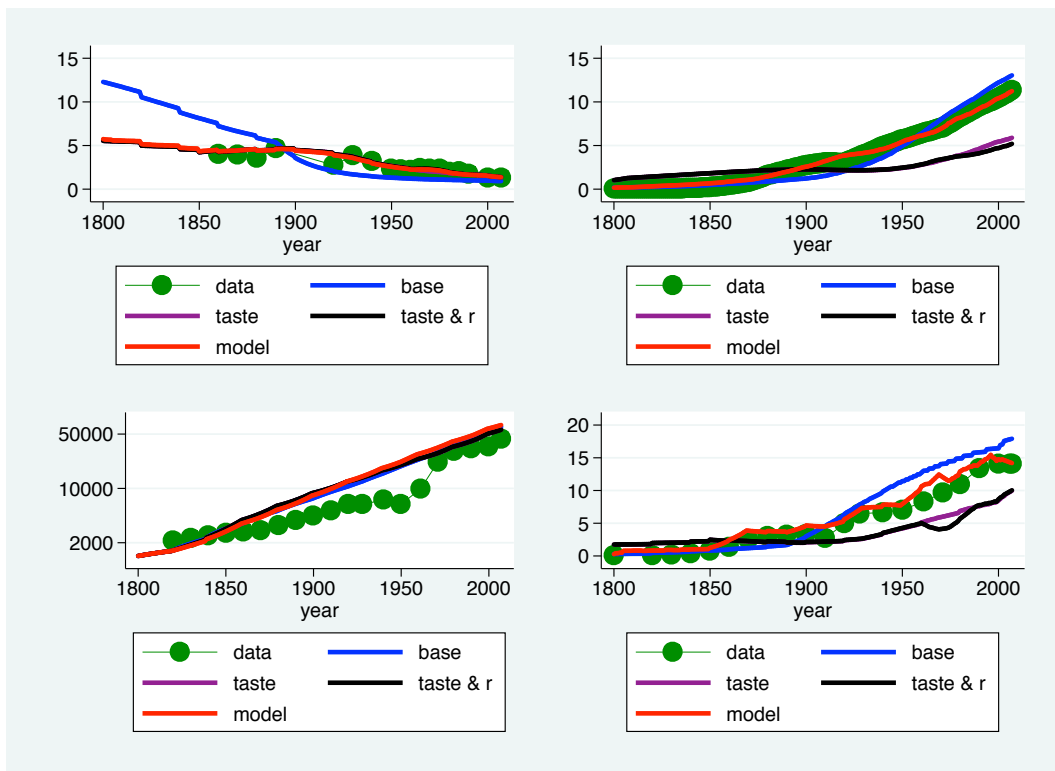 15
10
5
0
1800 1850 1900 1950 2000
year
data base
taste taste & r
model
15
10
5
0
1800 1850 1900 1950 2000
year
data base
taste taste & r
model
50000
10000
2000
1800 1850 1900 1950 2000
year
data base
taste taste & r
model
20
15
10
5
0
1800 1850 1900 1950 2000
year
data base
taste taste & r
model